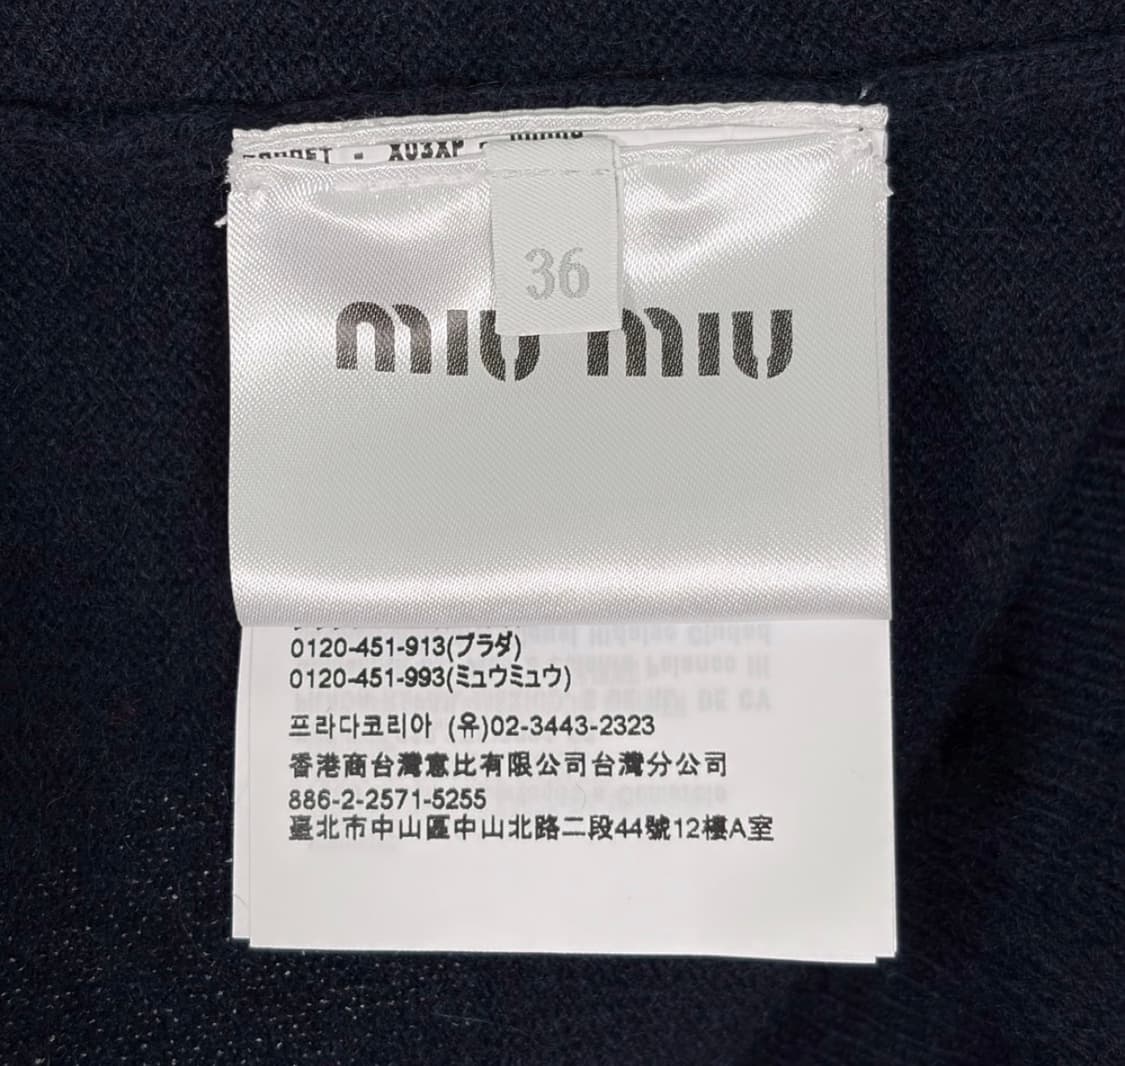 XU3XP -
36
miu miu
0120-451-913(プラダ)
0120-451-993(ミュウミュウ)
프라다코리아 (유)02-3443-2323
香港商台灣意比有限公司台灣分公司
886-2-2571-5255
臺北市中山區中山北路二段44號12樓A室